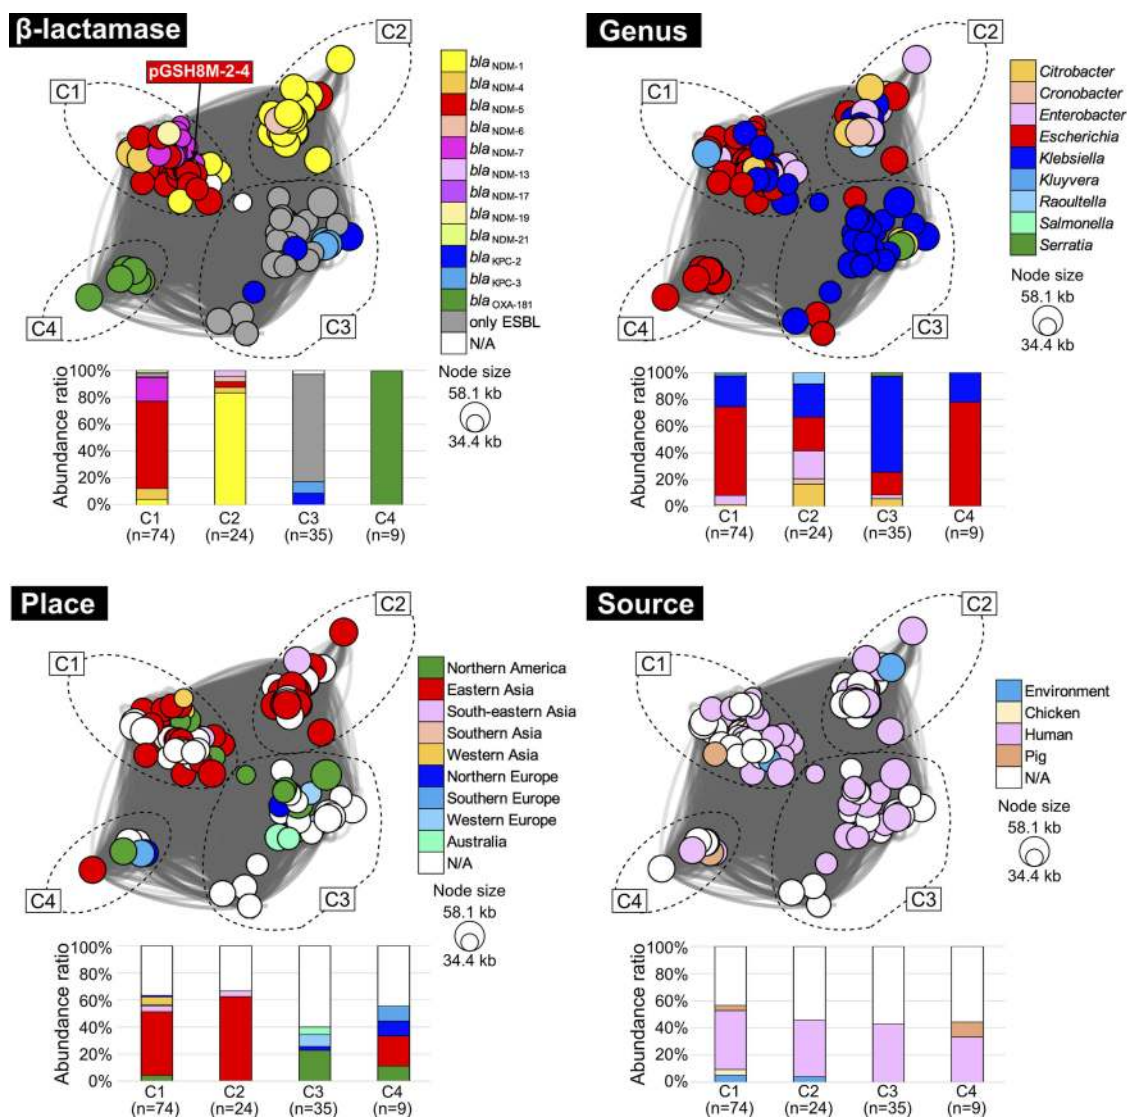 β-lactamase
C2
C1
pGSH8M-2-4
C4
C3
bla NDM-1
bla NDM-4
bla NDM-5
bla NDM-6
bla NDM-7
bla NDM-13
bla NDM-17
bla NDM-19
bla NDM-21
bla KPC-2
bla KPC-3
bla OXA-181
only ESBL
N/A
Node size
58.1 kb
34.4 kb
Abundance ratio
100%
80%
60%
40%
20%
0%
C1 C2 C3 C4
(n=74) (n=24) (n=35) (n=9)
Genus
C2
C1
C4
C3
Citrobacter
Cronobacter
Enterobacter
Escherichia
Klebsiella
Kluyvera
Raoultella
Salmonella
Serratia
Node size
58.1 kb
34.4 kb
Abundance ratio
100%
80%
60%
40%
20%
0%
C1 C2 C3 C4
(n=74) (n=24) (n=35) (n=9)
Place
C2
C1
C4
C3
Northern America
Eastern Asia
South-eastern Asia
Southern Asia
Western Asia
Northern Europe
Southern Europe
Western Europe
Australia
N/A
Node size
58.1 kb
34.4 kb
Abundance ratio
100%
80%
60%
40%
20%
0%
C1 C2 C3 C4
(n=74) (n=24) (n=35) (n=9)
Source
C2
C1
C4
C3
Environment
Chicken
Human
Pig
N/A
Node size
58.1 kb
34.4 kb
Abundance ratio
100%
80%
60%
40%
20%
0%
C1 C2 C3 C4
(n=74) (n=24) (n=35) (n=9)